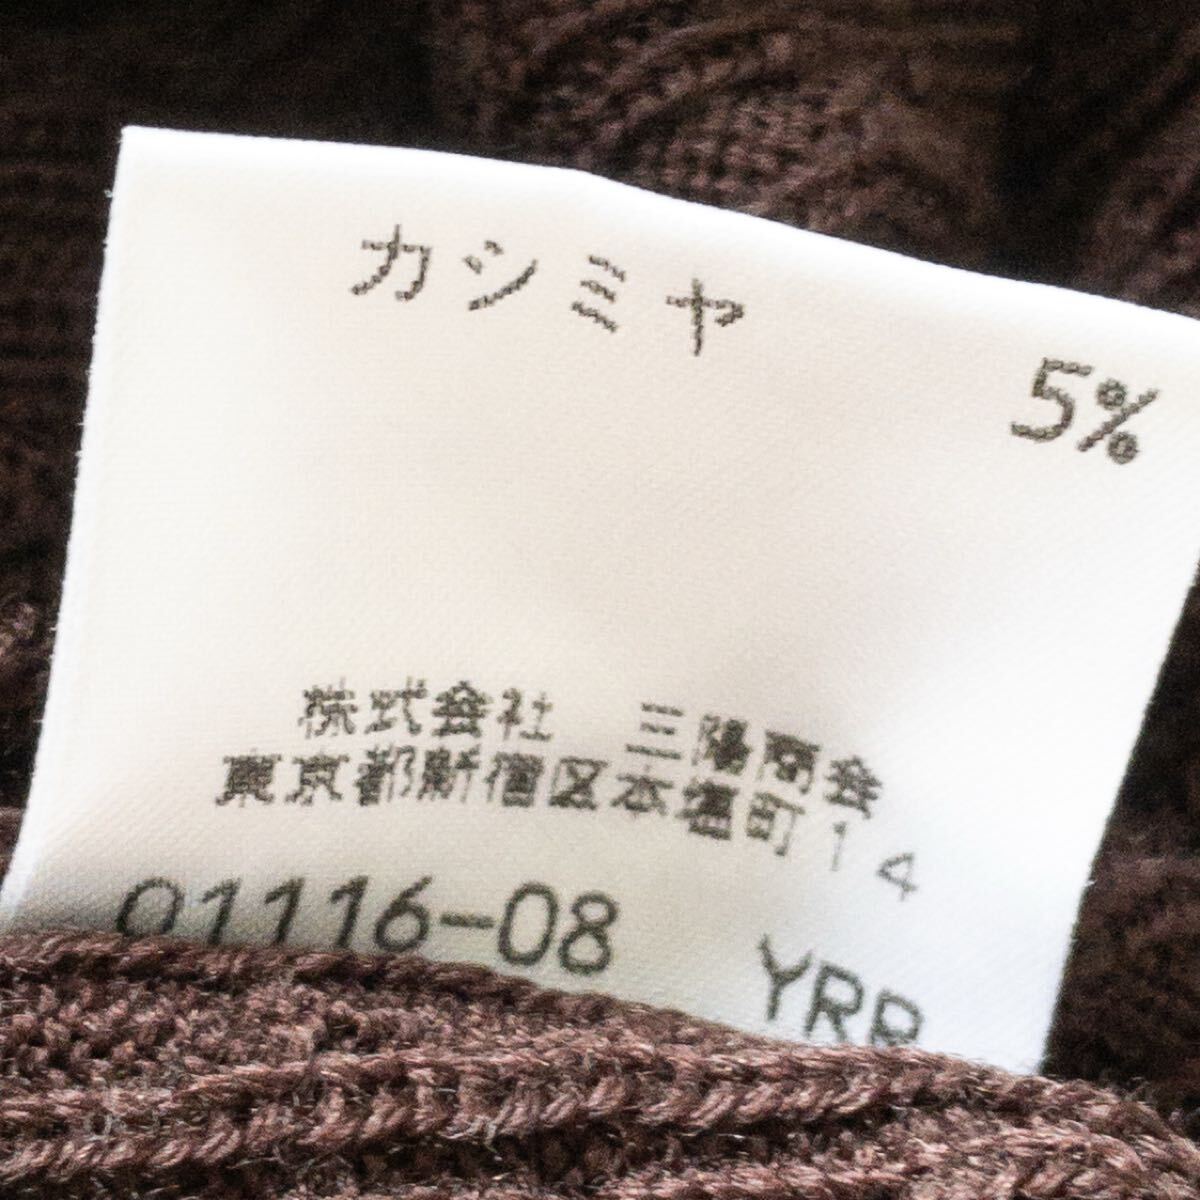 カシミヤ 5%
株式会社 三陽商会
東京都新宿区本塩町14
01116-08 YRR